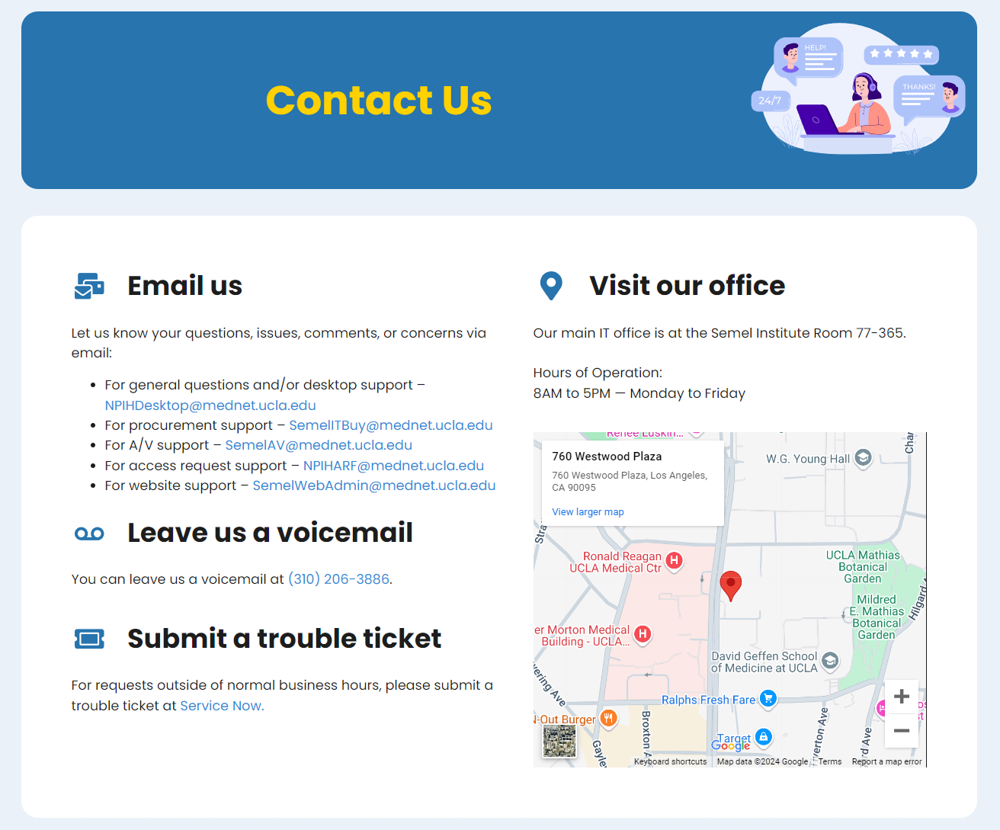 Contact Us
HELP!
24/7
THANKS!
Email us
Let us know your questions, issues, comments, or concerns via
email:
For general questions and/or desktop support –
NPIHDesktop@mednet.ucla.edu
For procurement support – SemelITBuy@mednet.ucla.edu
For A/V support – SemelAV@mednet.ucla.edu
For access request support – NPIHARF@mednet.ucla.edu
For website support – SemelWebAdmin@mednet.ucla.edu
Leave us a voicemail
You can leave us a voicemail at (310) 206-3886.
Submit a trouble ticket
For requests outside of normal business hours, please submit a
trouble ticket at Service Now.
Visit our office
Our main IT office is at the Semel Institute Room 77-365.
Hours of Operation:
8AM to 5PM — Monday to Friday
Renee Luskin...
760 Westwood Plaza
760 Westwood Plaza, Los Angeles,
CA 90095
View larger map
W.G. Young Hall
Char
Stra
Ronald Reagan
UCLA Medical Ctr
UCLA Mathias
Botanical
Garden
Mildred
E. Mathias
Botanical
Garden
Hilgard A
er Morton Medical
Building - UCLA...
David Geffen School
of Medicine at UCLA
vering Ave
Ralphs Fresh Fare
N-Out Burger
Broxton A
Gayley
Target
Google
verton Ave
rd Ave
Keyboard shortcuts
Map data ©2024 Google
Terms
Report a map error